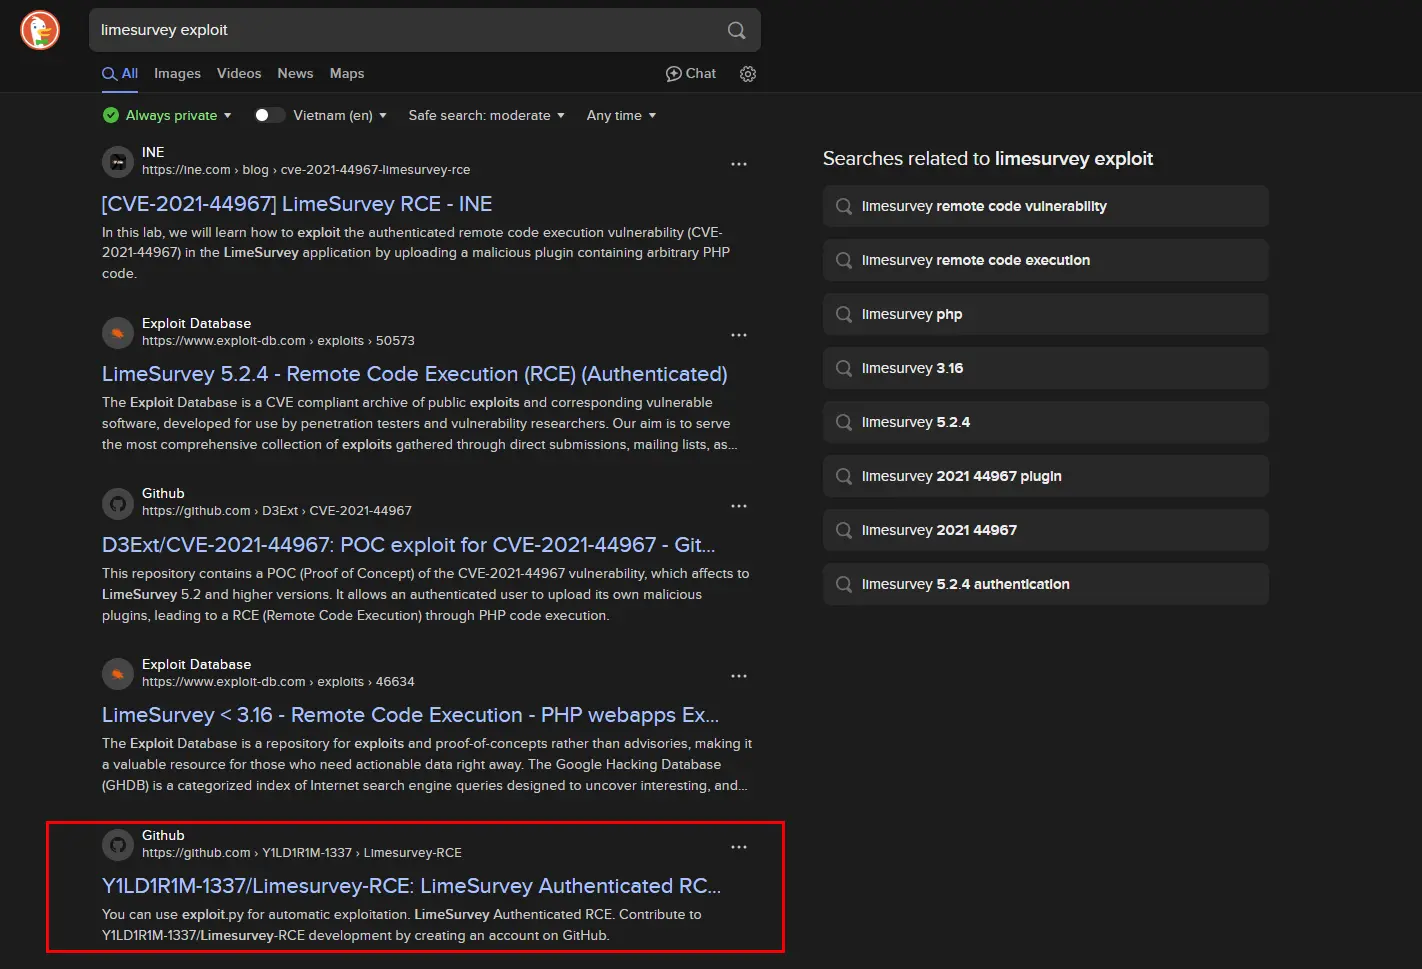 limesurvey exploit
All Images Videos News Maps Chat
Always private Vietnam (en) Safe search: moderate Any time
INE
https://ine.com › blog › cve-2021-44967-limesurvey-rce
[CVE-2021-44967] LimeSurvey RCE - INE
In this lab, we will learn how to exploit the authenticated remote code execution vulnerability (CVE-
2021-44967) in the LimeSurvey application by uploading a malicious plugin containing arbitrary PHP
code.
Exploit Database
https://www.exploit-db.com › exploits › 50573
LimeSurvey 5.2.4 - Remote Code Execution (RCE) (Authenticated)
The Exploit Database is a CVE compliant archive of public exploits and corresponding vulnerable
software, developed for use by penetration testers and vulnerability researchers. Our aim is to serve
the most comprehensive collection of exploits gathered through direct submissions, mailing lists, as...
Github
https://github.com › D3Ext › CVE-2021-44967
D3Ext/CVE-2021-44967: POC exploit for CVE-2021-44967 - Git...
This repository contains a POC (Proof of Concept) of the CVE-2021-44967 vulnerability, which affects to
LimeSurvey 5.2 and higher versions. It allows an authenticated user to upload its own malicious
plugins, leading to a RCE (Remote Code Execution) through PHP code execution.
Exploit Database
https://www.exploit-db.com › exploits › 46634
LimeSurvey < 3.16 - Remote Code Execution - PHP webapps Ex...
The Exploit Database is a repository for exploits and proof-of-concepts rather than advisories, making it
a valuable resource for those who need actionable data right away. The Google Hacking Database
(GHDB) is a categorized index of Internet search engine queries designed to uncover interesting, and...
Github
https://github.com › Y1LD1R1M-1337 › Limesurvey-RCE
Y1LD1R1M-1337/Limesurvey-RCE: LimeSurvey Authenticated RC...
You can use exploit.py for automatic exploitation. LimeSurvey Authenticated RCE. Contribute to
Y1LD1R1M-1337/Limesurvey-RCE development by creating an account on GitHub.
Searches related to limesurvey exploit
limesurvey remote code vulnerability
limesurvey remote code execution
limesurvey php
limesurvey 3.16
limesurvey 5.2.4
limesurvey 2021 44967 plugin
limesurvey 2021 44967
limesurvey 5.2.4 authentication